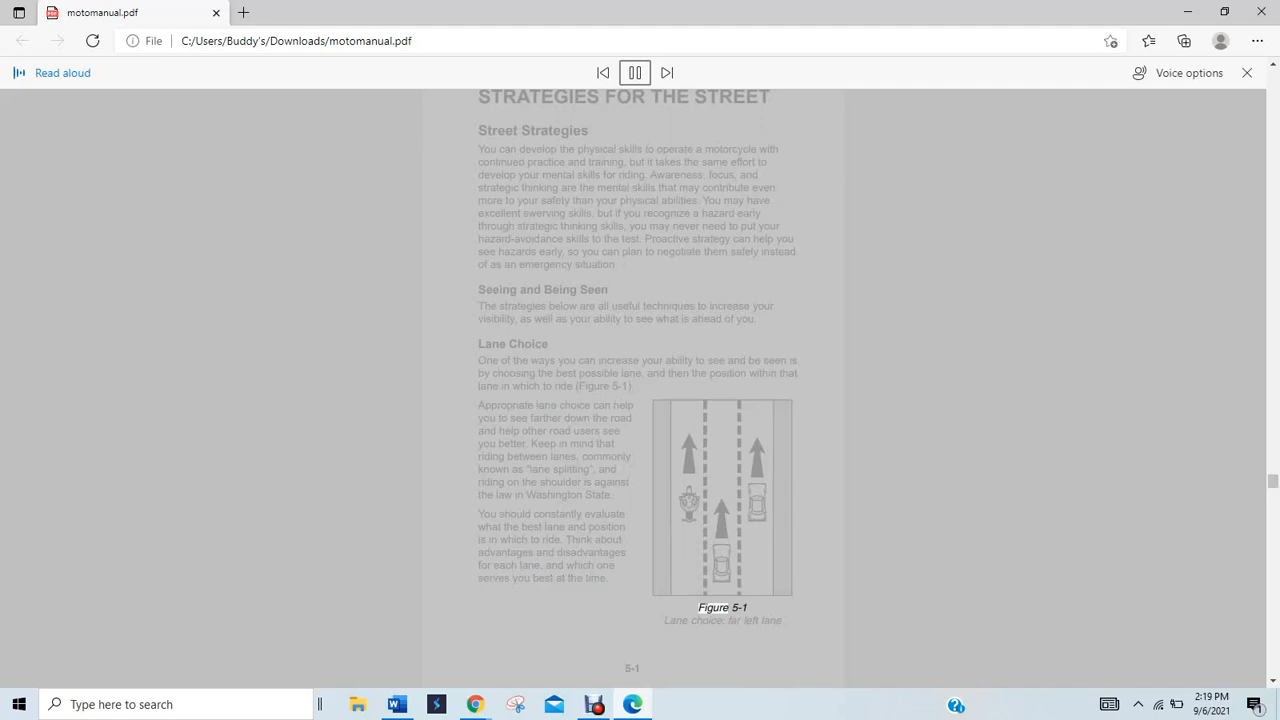 motomanual.pdf
File
C:/Users/Buddy's/Downloads/motomanual.pdf
Read aloud
Voice options
STRATEGIES FOR THE STREET
Street Strategies
You can develop the physical skills to operate a motorcycle with
continued practice and training, but it takes the same effort to
develop your mental skills for riding. Awareness, focus, and
strategic thinking are the mental skills that may contribute even
more to your safety than your physical abilities. You may have
excellent swerving skills, but if you recognize a hazard early
through strategic thinking skills, you may never need to put your
hazard-avoidance skills to the test. Proactive strategy can help you
see hazards early, so you can plan to negotiate them safely instead
of as an emergency situation.
Seeing and Being Seen
The strategies below are all useful techniques to increase your
visibility, as well as your ability to see what is ahead of you.
Lane Choice
One of the ways you can increase your ability to see and be seen is
by choosing the best possible lane, and then the position within that
lane in which to ride (Figure 5-1).
Appropriate lane choice can help
you to see farther down the road
and help other road users see
you better. Keep in mind that
riding between lanes, commonly
known as "lane splitting", and
riding on the shoulder is against
the law in Washington State.
You should constantly evaluate
what the best lane and position
is in which to ride. Think about
advantages and disadvantages
for each lane, and which one
serves you best at the time.
Figure 5-1
Lane choice: far left lane
5-1
Type here to search
2:19 PM
9/6/2021
1